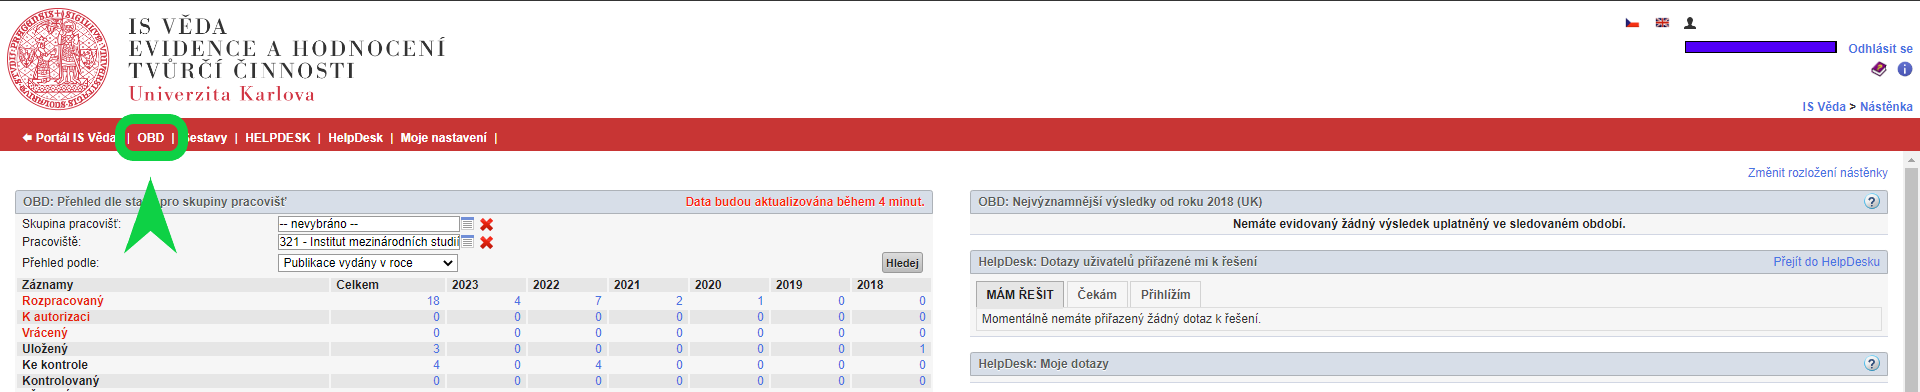 IS VĚDA
EVIDENCE A HODNOCENÍ
TVŮRČÍ ČINNOSTI
Univerzita Karlova
Odhlásit se
IS Věda > Nástěnka
Portál IS Věda | OBD | Sestavy | HELPDESK | HelpDesk | Moje nastavení |
Změnit rozložení nástěnky
OBD: Přehled dle pro skupiny pracovišť Data budou aktualizována během 4 minut.
Skupina pracovišť: -- nevybráno --
Pracoviště: 321 - Institut mezinárodních studií
Přehled podle: Publikace vydány v roce Hledej
Záznamy Celkem 2023 2022 2021 2020 2019 2018
Rozpracovaný 18 4 7 2 1 0 0
K autorizaci 0 0 0 0 0 0 0
Vrácený 0 0 0 0 0 0 0
Uložený 3 0 0 0 0 0 1
Ke kontrole 4 0 4 0 0 0 0
Kontrolovaný 0 0 0 0 0 0 0
OBD: Nejvýznamnější výsledky od roku 2018 (UK)
Nemáte evidovaný žádný výsledek uplatněný ve sledovaném období.
HelpDesk: Dotazy uživatelů přiřazené mi k řešení Přejít do HelpDesku
MÁM ŘEŠIT Čekám Přihlížím
Momentálně nemáte přiřazený žádný dotaz k řešení.
HelpDesk: Moje dotazy